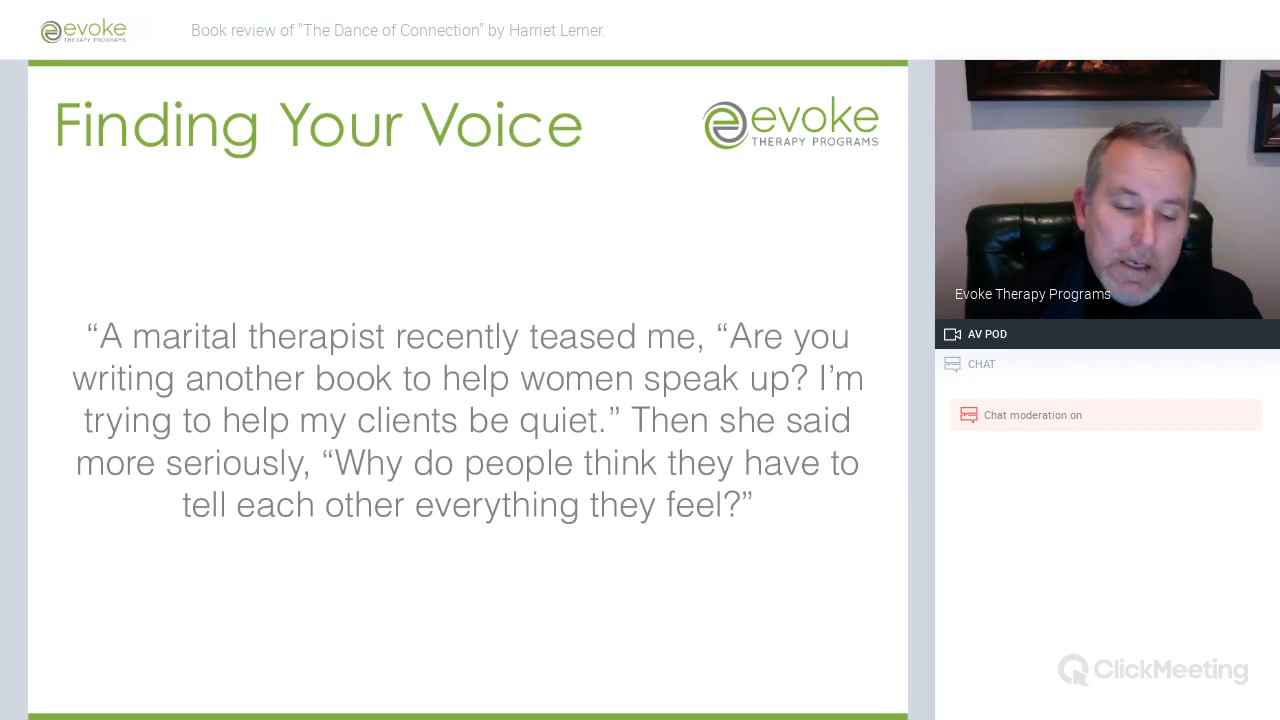 evoke
THERAPY PROGRAMS
Book review of "The Dance of Connection" by Harriet Lerner.
Finding Your Voice
evoke
THERAPY PROGRAMS
“A marital therapist recently teased me, “Are you
writing another book to help women speak up? I’m
trying to help my clients be quiet.” Then she said
more seriously, “Why do people think they have to
tell each other everything they feel?”
Evoke Therapy Programs
AV POD
CHAT
Chat moderation on
ClickMeeting